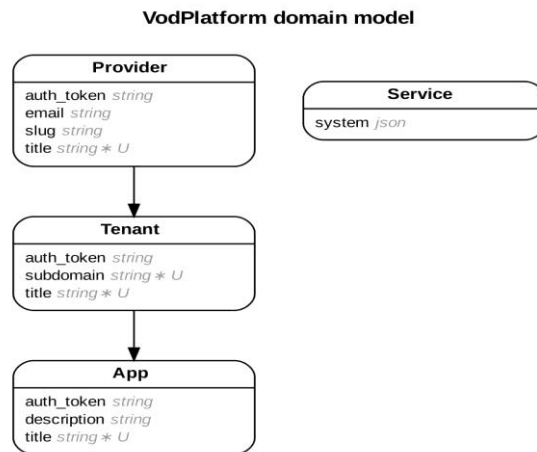 VodPlatform domain model
Provider
auth_token string
email string
slug string
title string ∗ U
Service
system json
Tenant
auth_token string
subdomain string ∗ U
title string ∗ U
App
auth_token string
description string
title string ∗ U